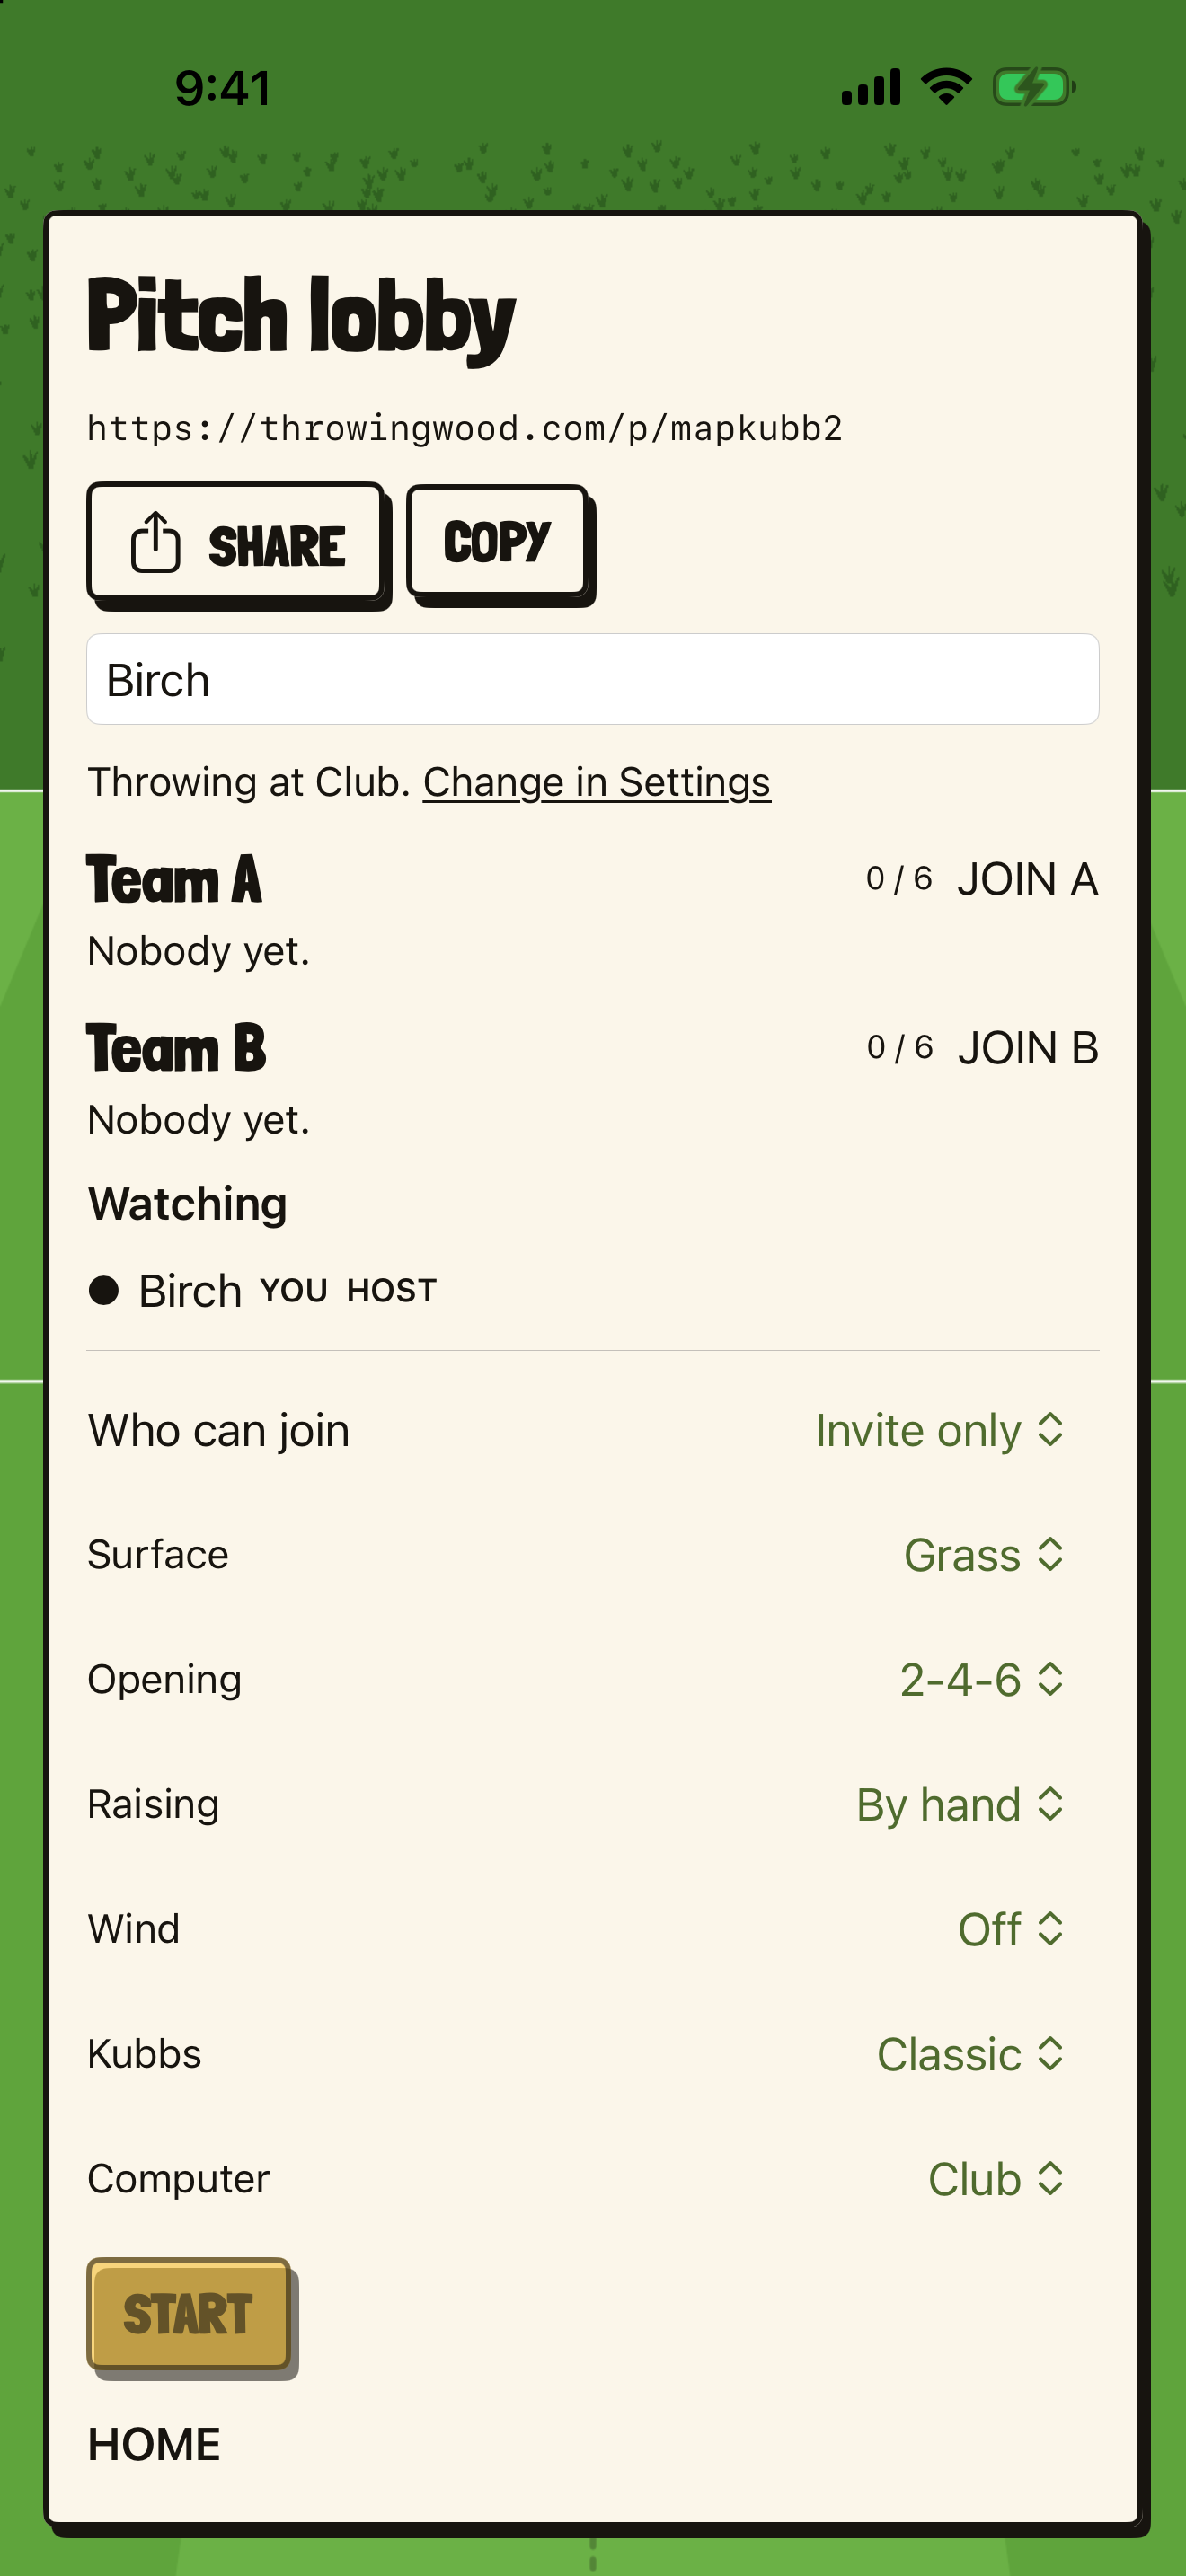 9:41
Pitch lobby
https://throwingwood.com/p/mapkubb2
SHARE COPY
Birch
Throwing at Club. Change in Settings
Team A 0 / 6 JOIN A
Nobody yet.
Team B 0 / 6 JOIN B
Nobody yet.
Watching
Birch YOU HOST
Who can join Invite only
Surface Grass
Opening 2-4-6
Raising By hand
Wind Off
Kubbs Classic
Computer Club
START
HOME